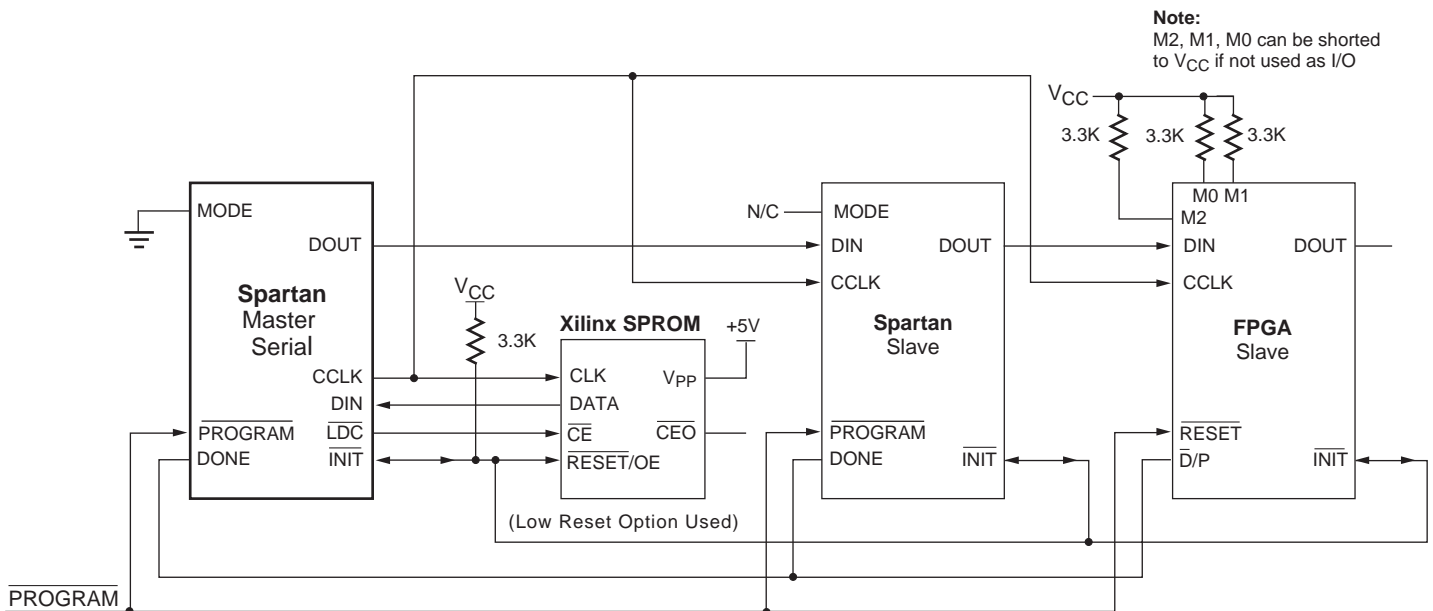 Note:
M2, M1, M0 can be shorted
to VCC if not used as I/O
VCC
3.3K
3.3K
3.3K
MODE
DOUT
Spartan
Master
Serial
CCLK
DIN
PROGRAM
LDC
DONE
INIT
VCC
3.3K
Xilinx SPROM
+5V
CLK
VPP
DATA
CE
CEO
RESET/OE
(Low Reset Option Used)
N/C
MODE
DIN
DOUT
CCLK
Spartan
Slave
PROGRAM
DONE
INIT
M0 M1
M2
DIN
DOUT
CCLK
FPGA
Slave
RESET
D/P
INIT
PROGRAM